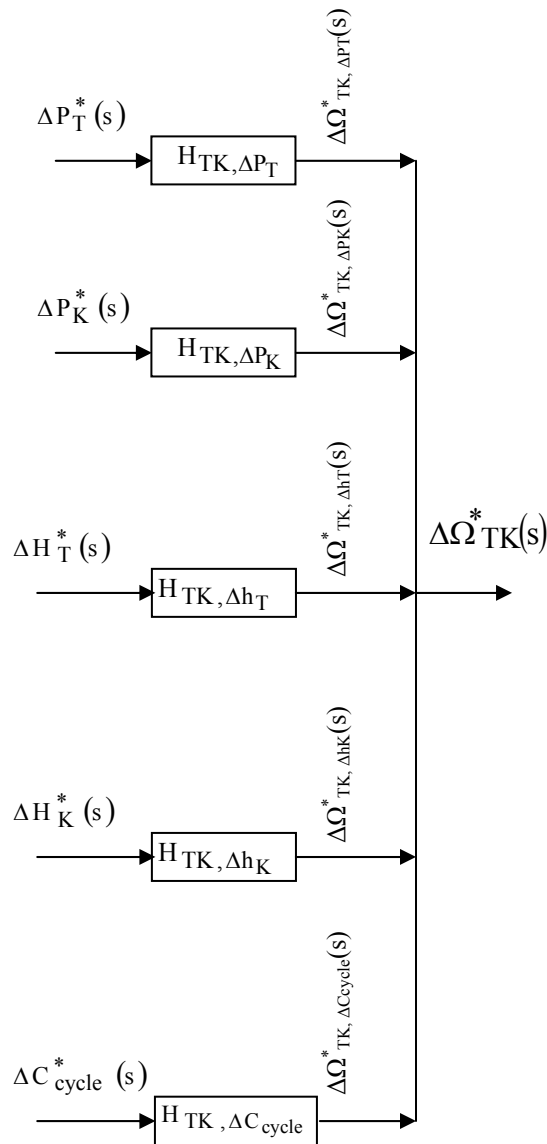 ΔΩ*TK, ΔPT(s)
ΔP*T (s)
HTK, ΔPT
ΔΩ*TK, ΔPK(s)
ΔP*K (s)
HTK, ΔPK
ΔΩ*TK, ΔhT(s)
ΔH*T (s)
HTK, ΔhT
ΔΩ*TK(s)
ΔΩ*TK, ΔhK(s)
ΔH*K (s)
HTK, ΔhK
ΔΩ*TK, ΔCcycle(s)
ΔC*cycle (s)
HTK, ΔCcycle